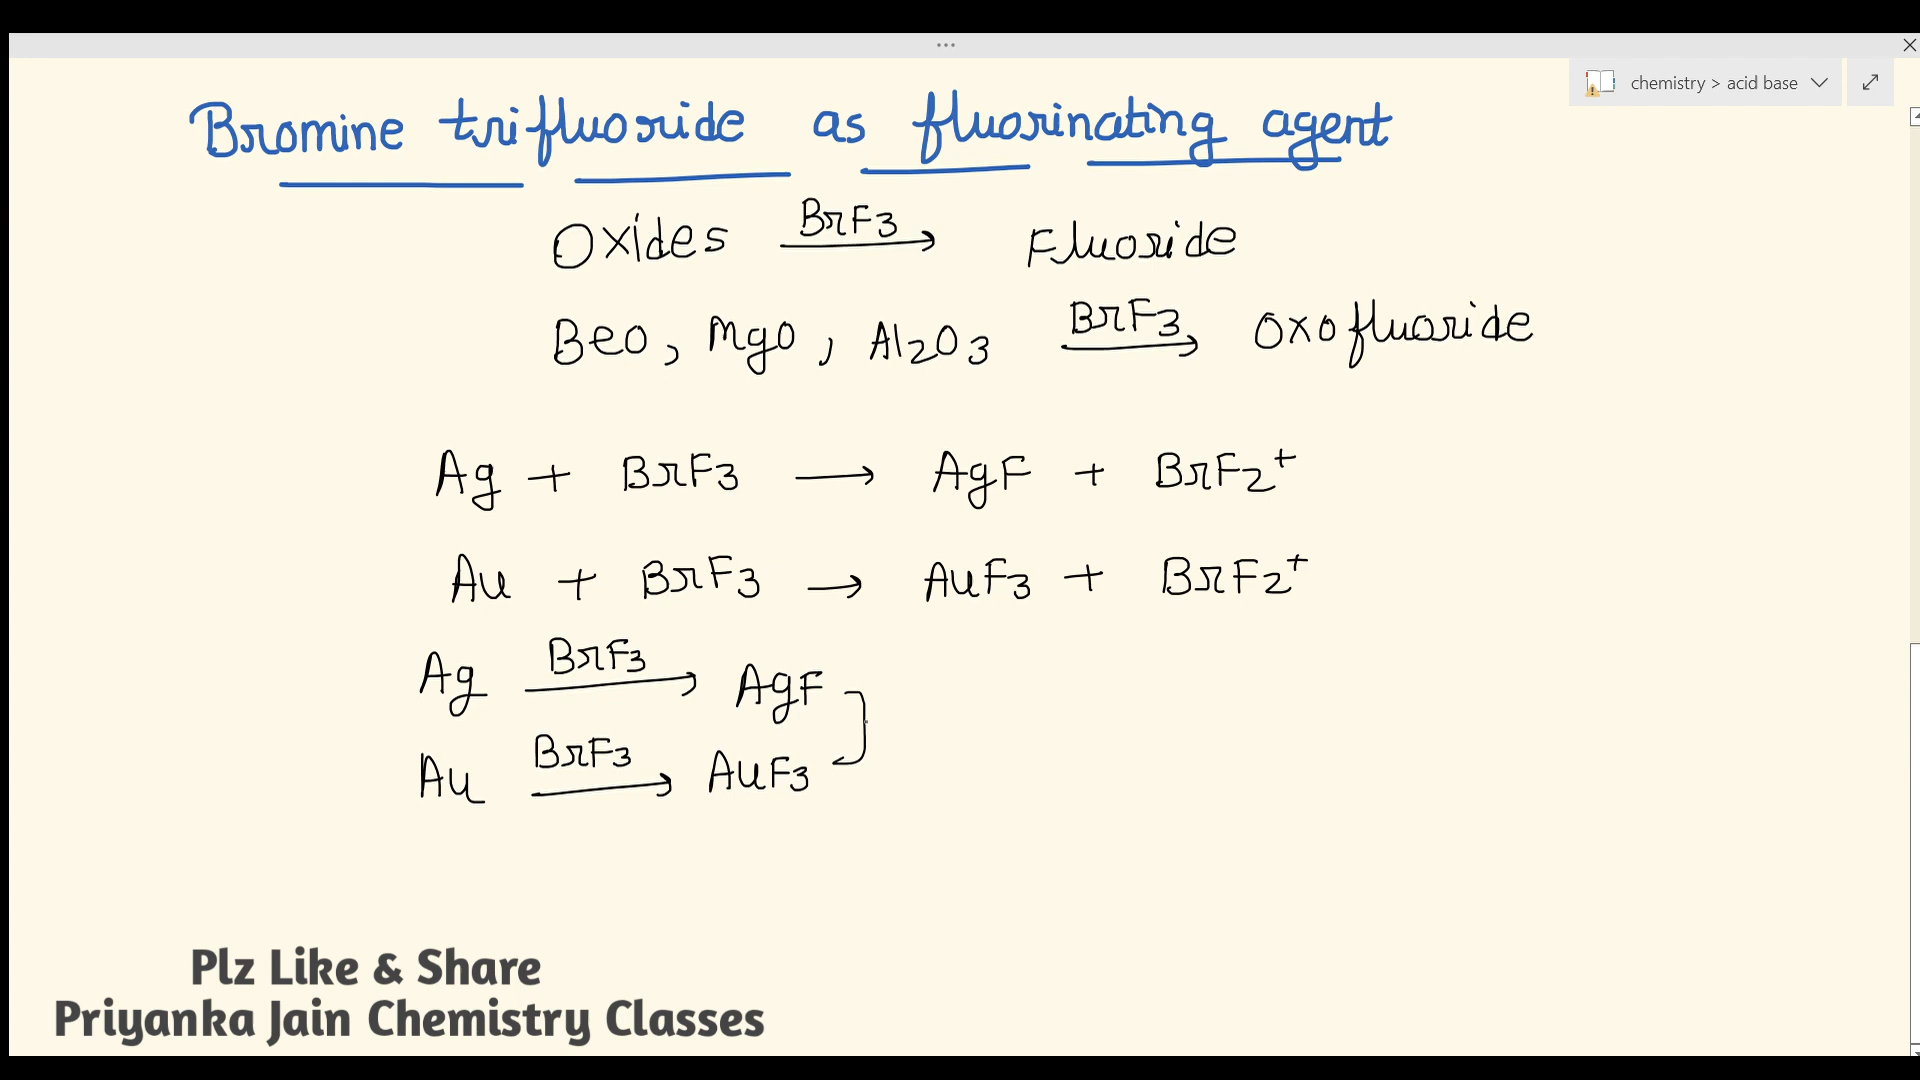 chemistry > acid base
Bromine trifluoride as fluorinating agent
Oxides BrF3 → Fluoride
BeO, MgO, Al2O3 BrF3 → Oxofluoride
Ag + BrF3 → AgF + BrF2+
Au + BrF3 → AuF3 + BrF2+
Ag BrF3 → AgF
Au BrF3 → AuF3
Plz Like & Share
Priyanka Jain Chemistry Classes